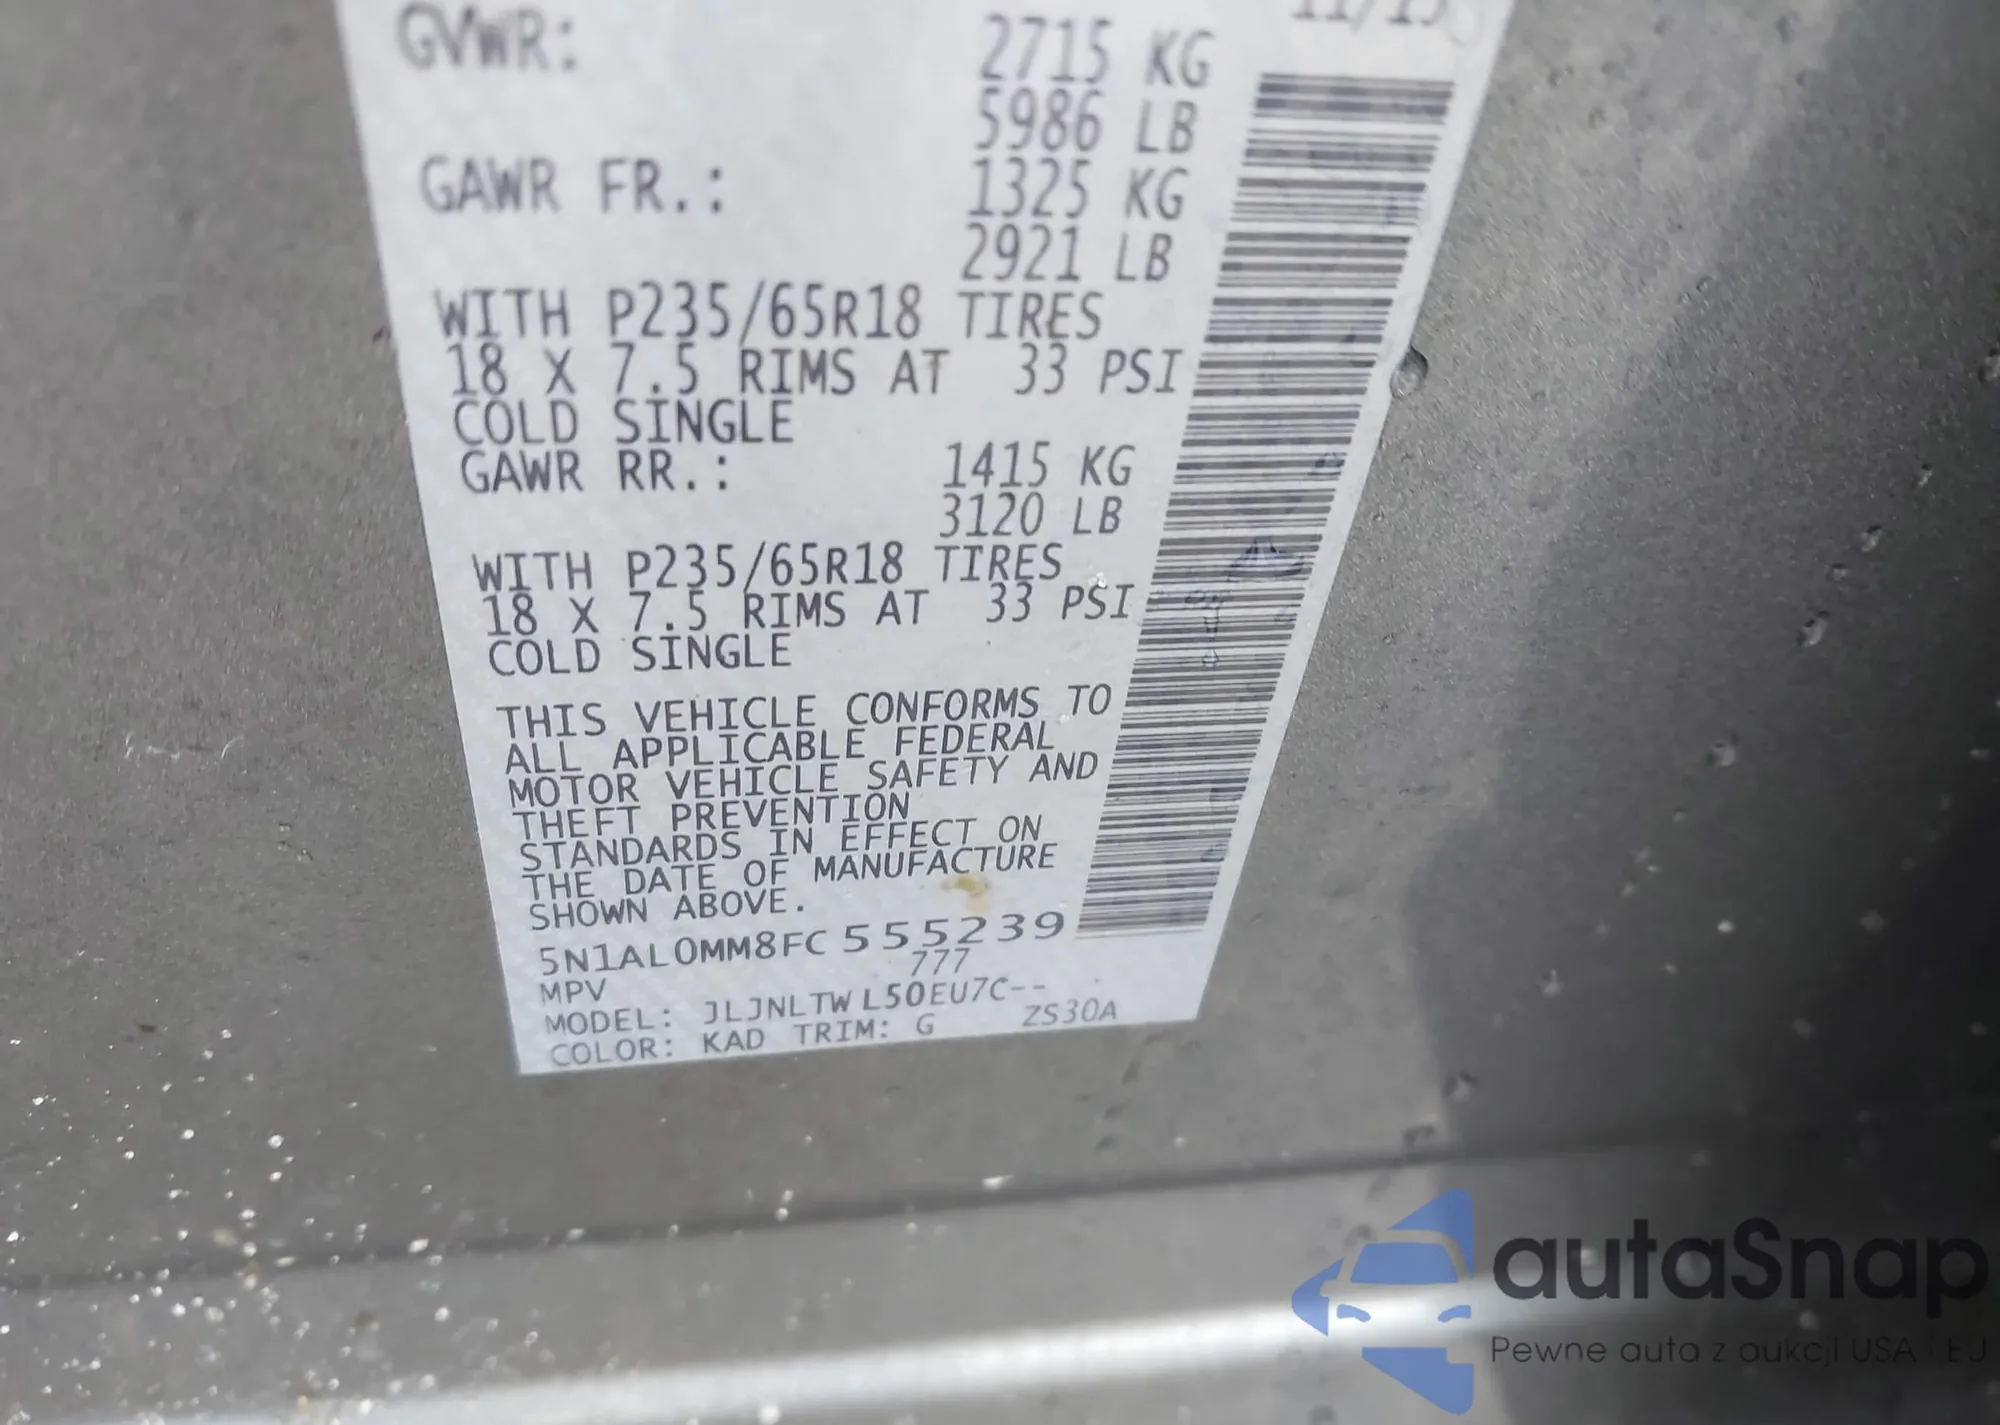 11/15
GVWR: 2715 KG
5986 LB
GAWR FR.: 1325 KG
2921 LB
WITH P235/65R18 TIRES
18 X 7.5 RIMS AT 33 PSI
COLD SINGLE
GAWR RR.: 1415 KG
3120 LB
WITH P235/65R18 TIRES
18 X 7.5 RIMS AT 33 PSI
COLD SINGLE
THIS VEHICLE CONFORMS TO
ALL APPLICABLE FEDERAL
MOTOR VEHICLE SAFETY AND
THEFT PREVENTION
STANDARDS IN EFFECT ON
THE DATE OF MANUFACTURE
SHOWN ABOVE.
5N1AL0MM8FC555239
MPV 777
MODEL: JLJNLTWL50EU7C--
COLOR: KAD TRIM: G ZS30A
autaSnap
Pewne auta z aukcji USA i EU